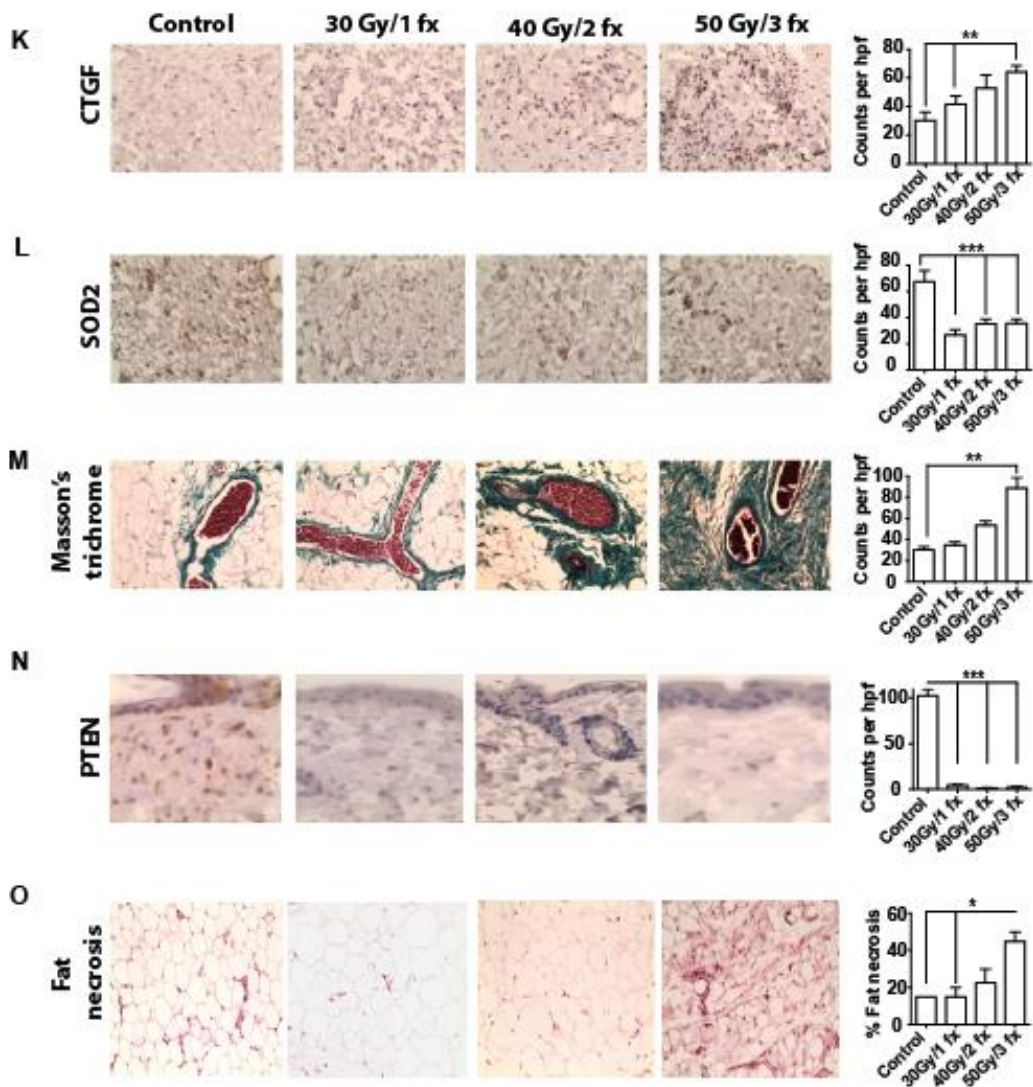 Control 30 Gy/1 fx 40 Gy/2 fx 50 Gy/3 fx
K
CTGF
Counts per hpf
80
60
40
20
0
**
Control 30Gy/1 fx 40Gy/2 fx 50Gy/3 fx
L
SOD2
Counts per hpf
80
60
40
20
0
***
Control 30Gy/1 fx 40Gy/2 fx 50Gy/3 fx
M
Masson's
trichrome
Counts per hpf
100
80
60
40
20
0
**
Control 30Gy/1 fx 40Gy/2 fx 50Gy/3 fx
N
PTEN
Counts per hpf
100
50
0
***
Control 30Gy/1 fx 40Gy/2 fx 50Gy/3 fx
O
Fat
necrosis
% Fat necrosis
60
40
20
0
*
Control 30Gy/1 fx 40Gy/2 fx 50Gy/3 fx